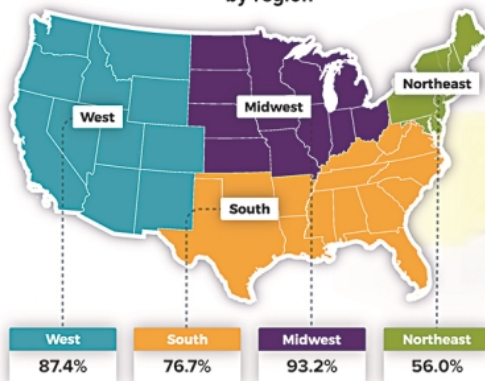 by region
Northeast
West
Midwest
South
West South Midwest Northeast
87.4% 76.7% 93.2% 56.0%